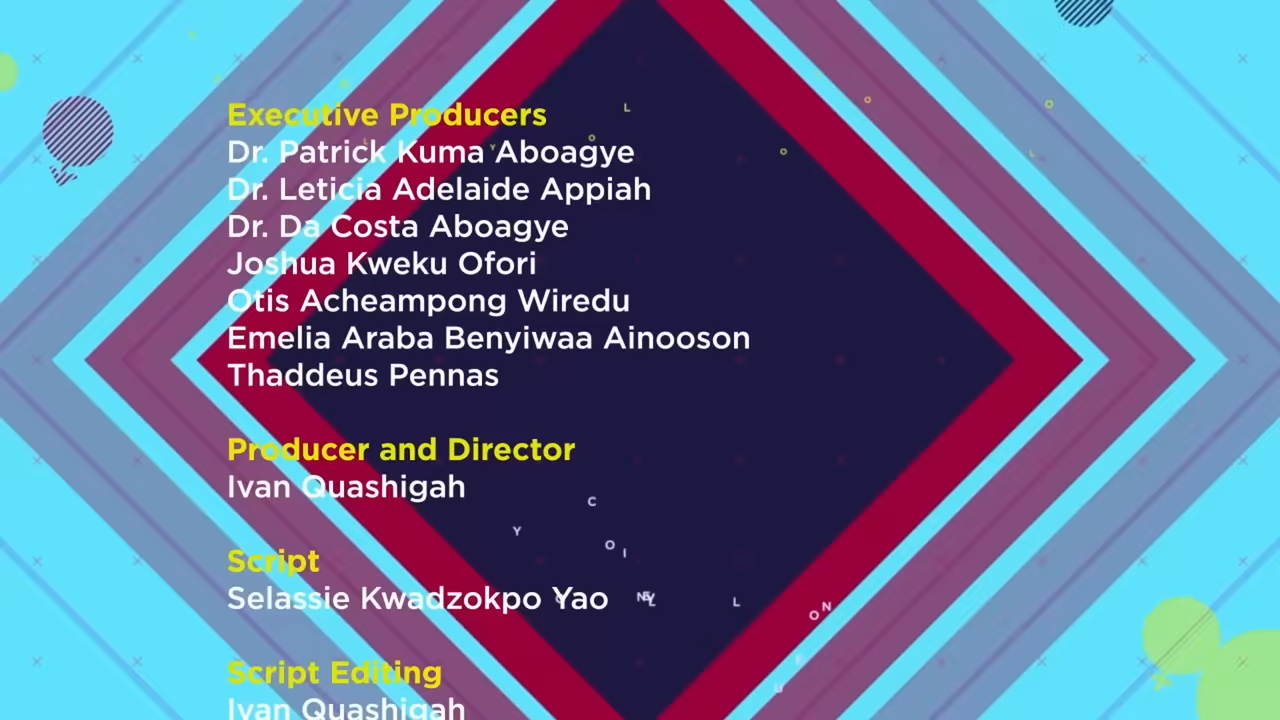 Executive Producers
Dr. Patrick Kuma Aboagye
Dr. Leticia Adelaide Appiah
Dr. Da Costa Aboagye
Joshua Kweku Ofori
Otis Acheampong Wiredu
Emelia Araba Benyiwaa Ainooson
Thaddeus Pennas
Producer and Director
Ivan Quashigah
Script
Selassie Kwadzokpo Yao
Script Editing
Ivan Quashigah